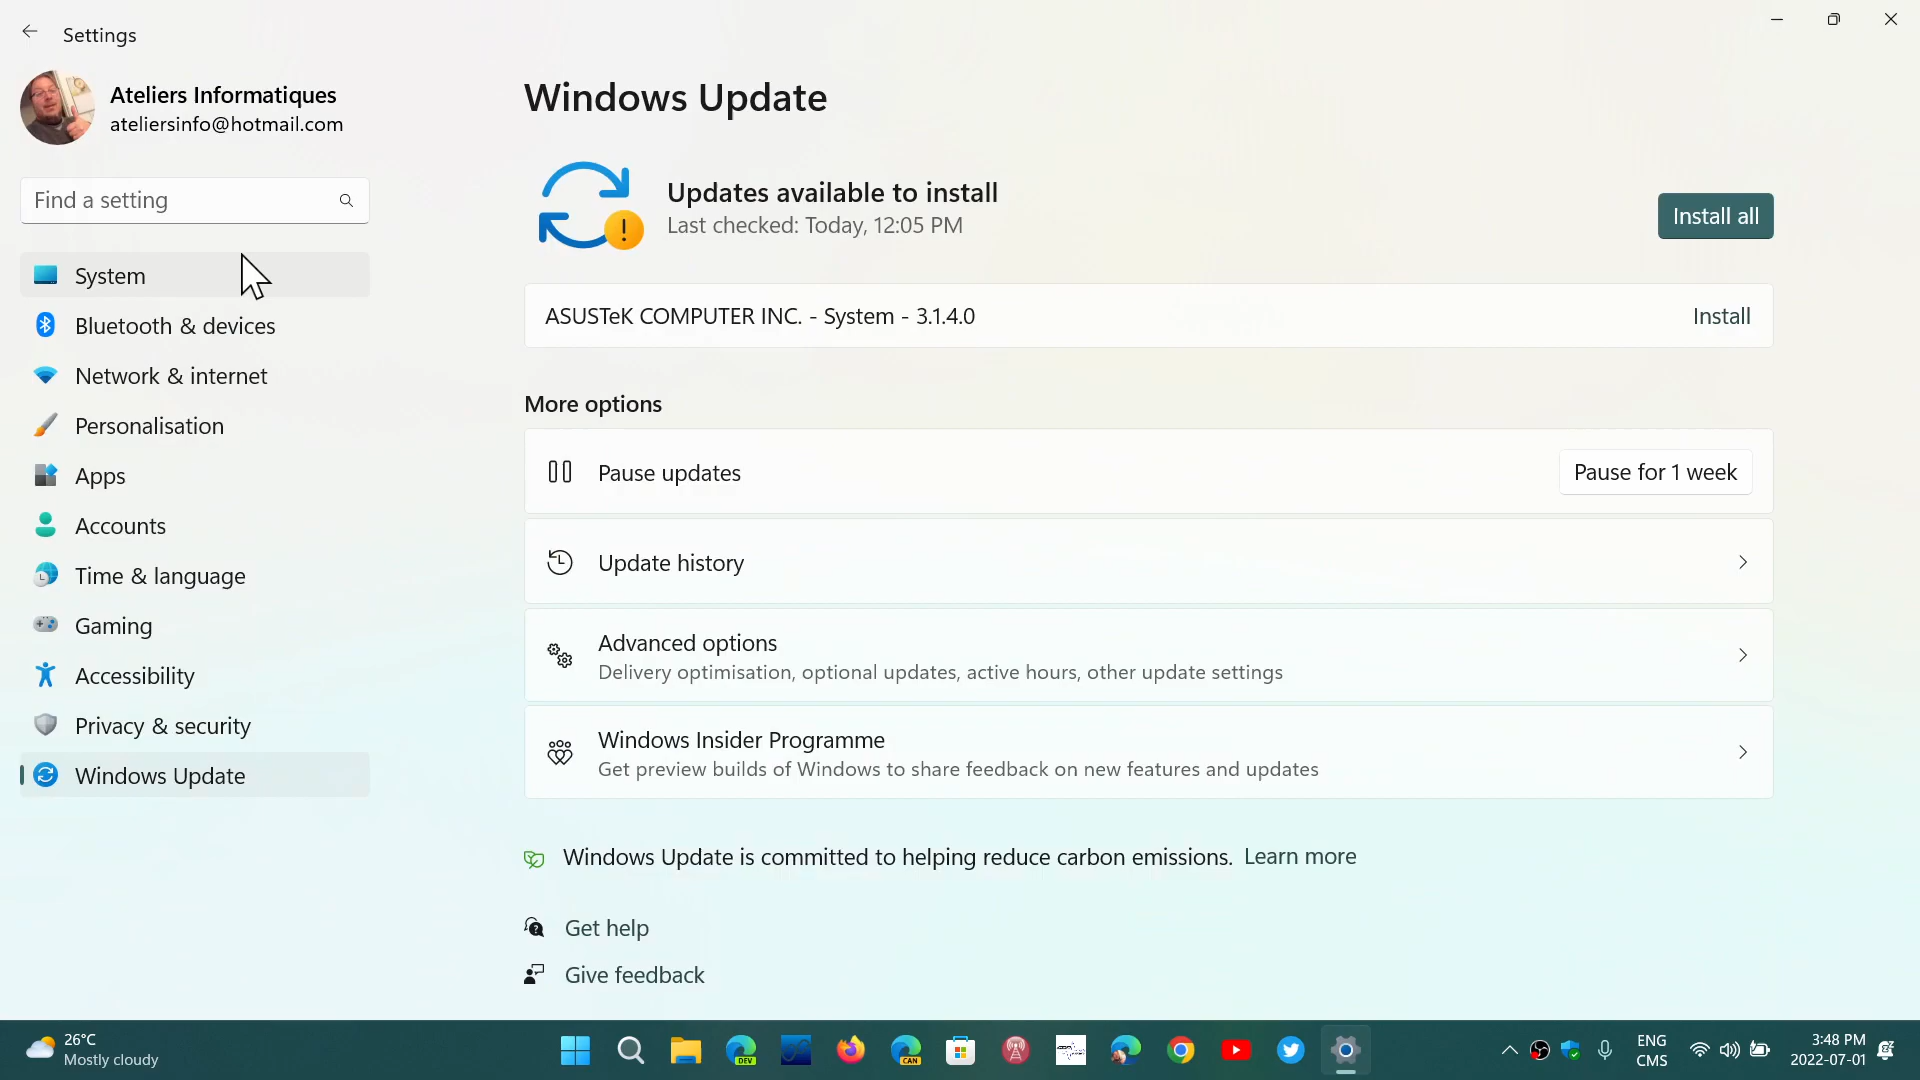 Settings
Ateliers Informatiques
ateliersinfo@hotmail.com
Find a setting
System
Bluetooth & devices
Network & internet
Personalisation
Apps
Accounts
Time & language
Gaming
Accessibility
Privacy & security
Windows Update
Windows Update
Updates available to install
Last checked: Today, 12:05 PM
Install all
ASUSTeK COMPUTER INC. - System - 3.1.4.0
Install
More options
Pause updates
Pause for 1 week
Update history
Advanced options
Delivery optimisation, optional updates, active hours, other update settings
Windows Insider Programme
Get preview builds of Windows to share feedback on new features and updates
Windows Update is committed to helping reduce carbon emissions. Learn more
Get help
Give feedback
26°C
Mostly cloudy
DEV
CAN
ENG
CMS
3:48 PM
2022-07-01